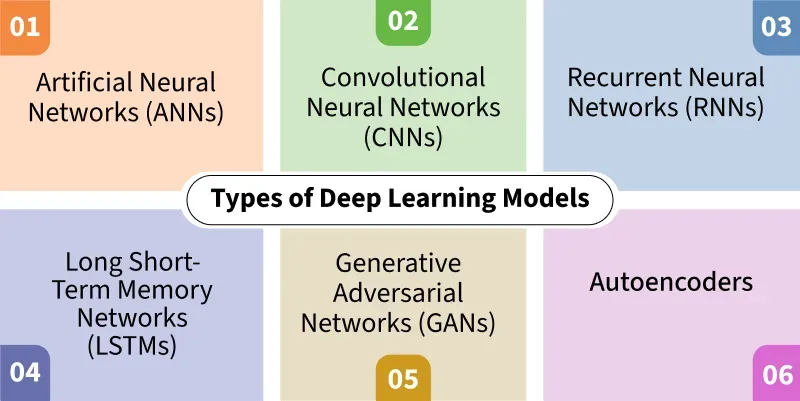 01
Artificial Neural
Networks (ANNs)
02
Convolutional
Neural Networks
(CNNs)
03
Recurrent Neural
Networks (RNNs)
Types of Deep Learning Models
Long Short-
Term Memory
Networks
(LSTMs)
04
Generative
Adversarial
Networks (GANs)
05
Autoencoders
06